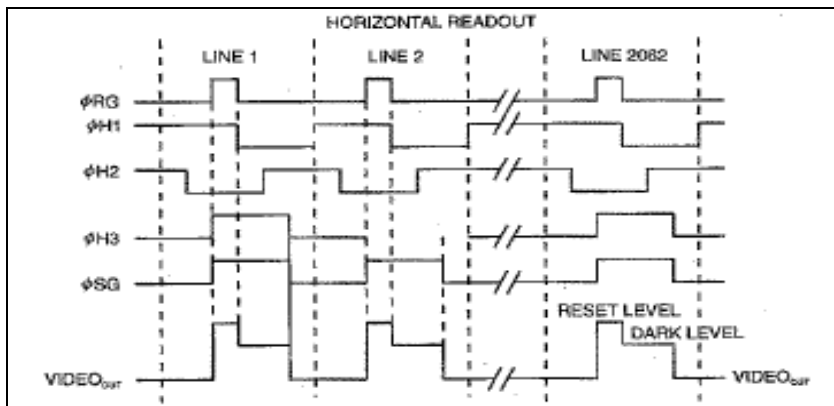 HORIZONTAL READOUT
LINE 1 LINE 2 LINE 2062
ϕRG
ϕH1
ϕH2
ϕH3
ϕSG
RESET LEVEL
DARK LEVEL
VIDEOOUT VIDEOOUT